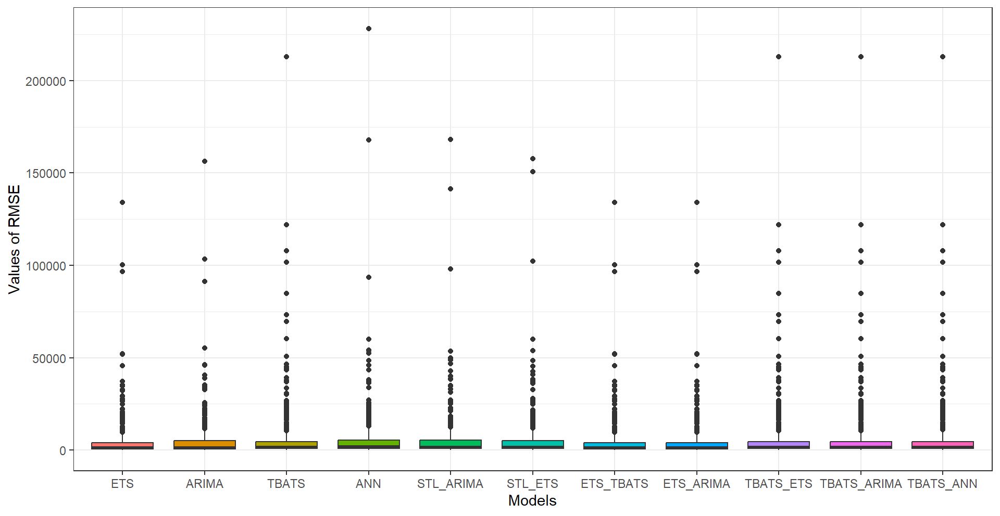 Values of RMSE
200000
150000
100000
50000
0
ETS ARIMA TBATS ANN STL_ARIMA STL_ETS ETS_TBATS ETS_ARIMA TBATS_ETS TBATS_ARIMA TBATS_ANN
Models